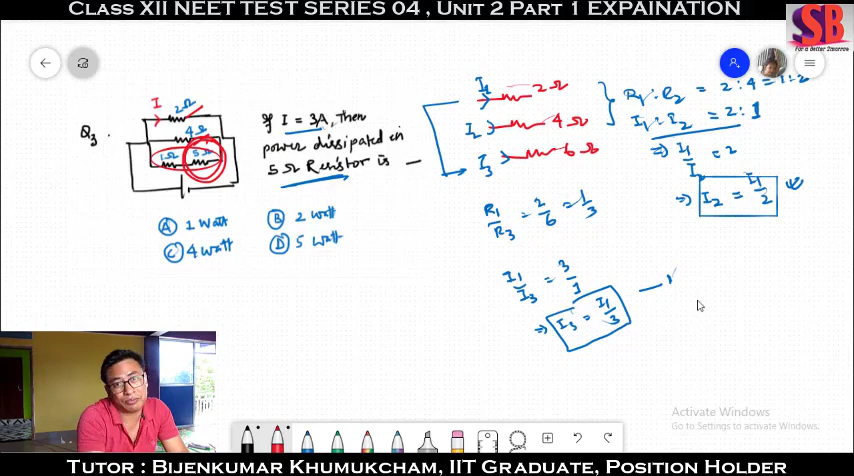 Class XII NEET TEST SERIES 04 , Unit 2 Part 1 EXPAINATION
SB
For a better 2morrow
Q3.
I
2Ω
4Ω
1Ω 5Ω
If I = 3A, Then
power dissipated in
5Ω Resistor is —
A 1 Watt
B 2 Watt
C 4 Watt
D 5 Watt
I1 2Ω
I2 4Ω
I3 6Ω
R1 : R2 = 2 : 4 = 1 : 2
I1 : I2 = 2 : 1
⇒ I1/I2 = 2
⇒ I2 = I1/2
R1/R3 = 2/6 = 1/3
I1/I3 = 3/1
⇒ I3 = I1/3
Activate Windows
Go to Settings to activate Windows.
Tutor : Bijenkumar Khumukcham, IIT Graduate, Position Holder